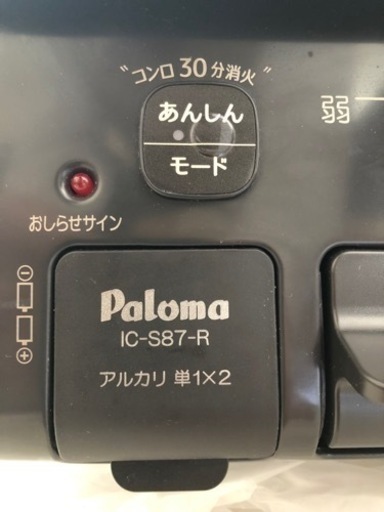 "コンロ30分消火"
あんしん
モード
弱
おしらせサイン
Paloma
IC-S87-R
アルカリ 単1×2